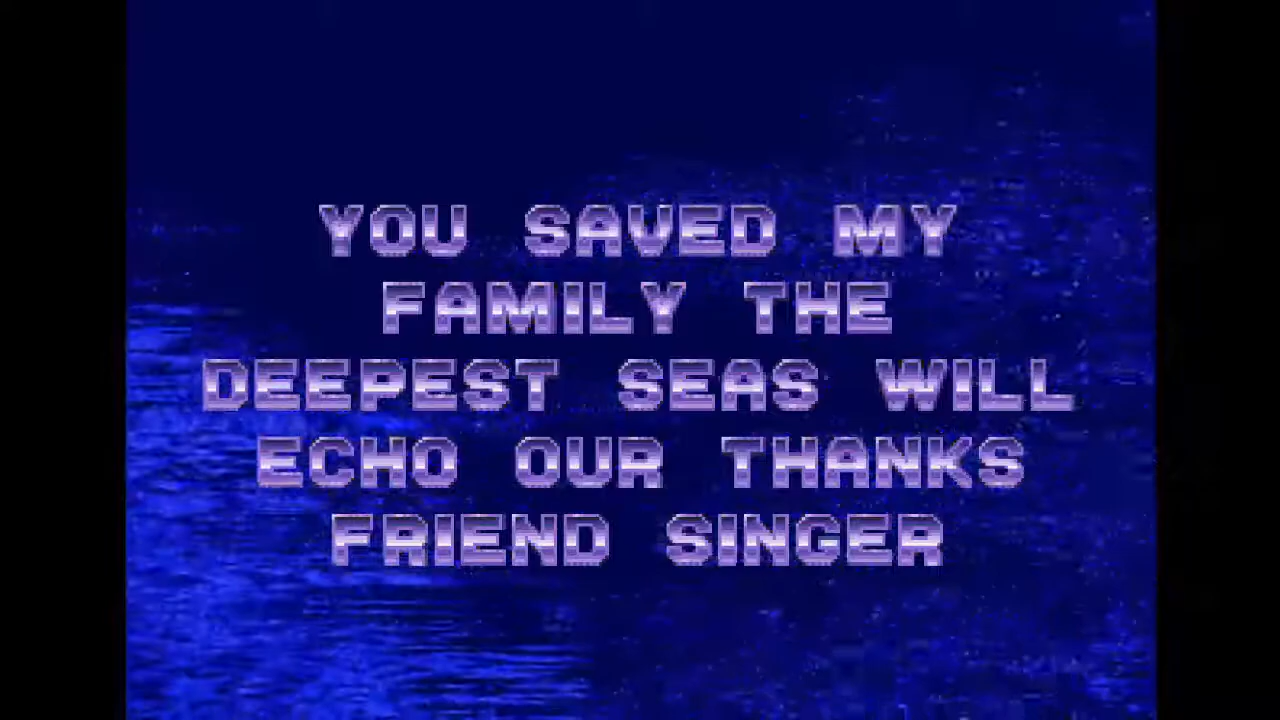 YOU SAVED MY
FAMILY THE
DEEPEST SEAS WILL
ECHO OUR THANKS
FRIEND SINGER